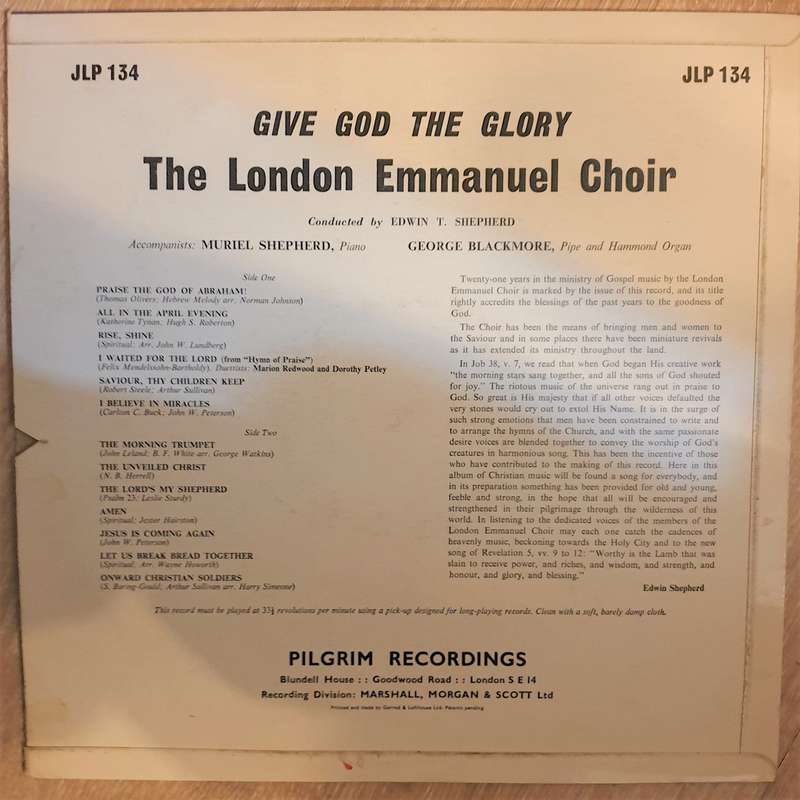 JLP 134
JLP 134
GIVE GOD THE GLORY
The London Emmanuel Choir
Conducted by EDWIN T. SHEPHERD
Accompanists: MURIEL SHEPHERD, Piano GEORGE BLACKMORE, Pipe and Hammond Organ
Side One
PRAISE THE GOD OF ABRAHAM!
(Thomas Olivers; Hebrew Melody arr. Norman Johnson)
ALL IN THE APRIL EVENING
(Katherine Tynan; Hugh S. Roberton)
RISE, SHINE
(Spiritual; Arr. John W. Lundberg)
I WAITED FOR THE LORD (from "Hymn of Praise")
(Felix Mendelssohn-Bartholdy). Duettists: Marion Redwood and Dorothy Petley
SAVIOUR, THY CHILDREN KEEP
(Robert Steele; Arthur Sullivan)
I BELIEVE IN MIRACLES
(Carlton C. Buck; John W. Peterson)
Side Two
THE MORNING TRUMPET
(John Leland; B. F. White arr. George Watkins)
THE UNVEILED CHRIST
(N. B. Herrell)
THE LORD'S MY SHEPHERD
(Psalm 23; Leslie Sturdy)
AMEN
(Spiritual; Jester Hairston)
JESUS IS COMING AGAIN
(John W. Peterson)
LET US BREAK BREAD TOGETHER
(Spiritual, Arr. Wayne Howorth)
ONWARD CHRISTIAN SOLDIERS
(S. Baring-Gould; Arthur Sullivan arr. Harry Simeone)
Twenty-one years in the ministry of Gospel music by the London
Emmanuel Choir is marked by the issue of this record, and its title
rightly accredits the blessings of the past years to the goodness of
God.
The Choir has been the means of bringing men and women to
the Saviour and in some places there have been miniature revivals
as it has extended its ministry throughout the land.
In Job 38, v. 7, we read that when God began His creative work
"the morning stars sang together, and all the sons of God shouted
for joy." The riotous music of the universe rang out in praise to
God. So great is His majesty that if all other voices defaulted the
very stones would cry out to extol His Name. It is in the surge of
such strong emotions that men have been constrained to write and
to arrange the hymns of the Church, and with the same passionate
desire voices are blended together to convey the worship of God's
creatures in harmonious song. This has been the incentive of those
who have contributed to the making of this record. Here in this
album of Christian music will be found a song for everybody, and
in its preparation something has been provided for old and young,
feeble and strong, in the hope that all will be encouraged and
strengthened in their pilgrimage through the wilderness of this
world. In listening to the dedicated voices of the members of the
London Emmanuel Choir may each one catch the cadences of
heavenly music, beckoning towards the Holy City and to the new
song of Revelation 5, vv. 9 to 12: "Worthy is the Lamb that was
slain to receive power, and riches, and wisdom, and strength, and
honour, and glory, and blessing."
Edwin Shepherd
This record must be played at 33⅓ revolutions per minute using a pick-up designed for long-playing records. Clean with a soft, barely damp cloth.
PILGRIM RECORDINGS
Blundell House : : Goodwood Road : : London S E 14
Recording Division: MARSHALL, MORGAN & SCOTT Ltd
Printed and made by Garrod & Lofthouse Ltd. Patents pending